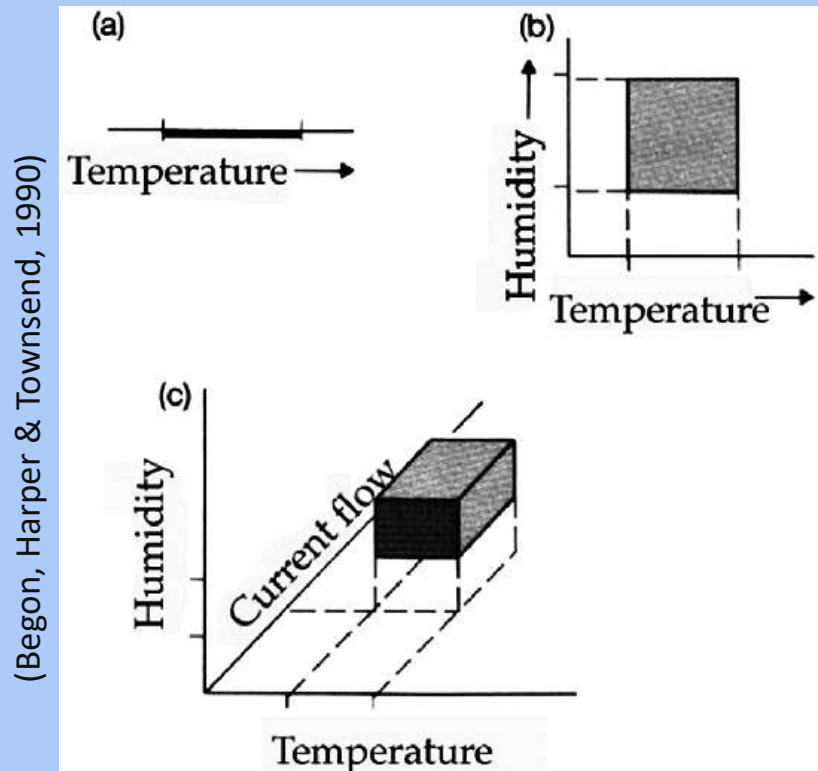 (Begon, Harper & Townsend, 1990)
(a)
Temperature
(b)
Humidity
Temperature
(c)
Humidity
Current flow
Temperature